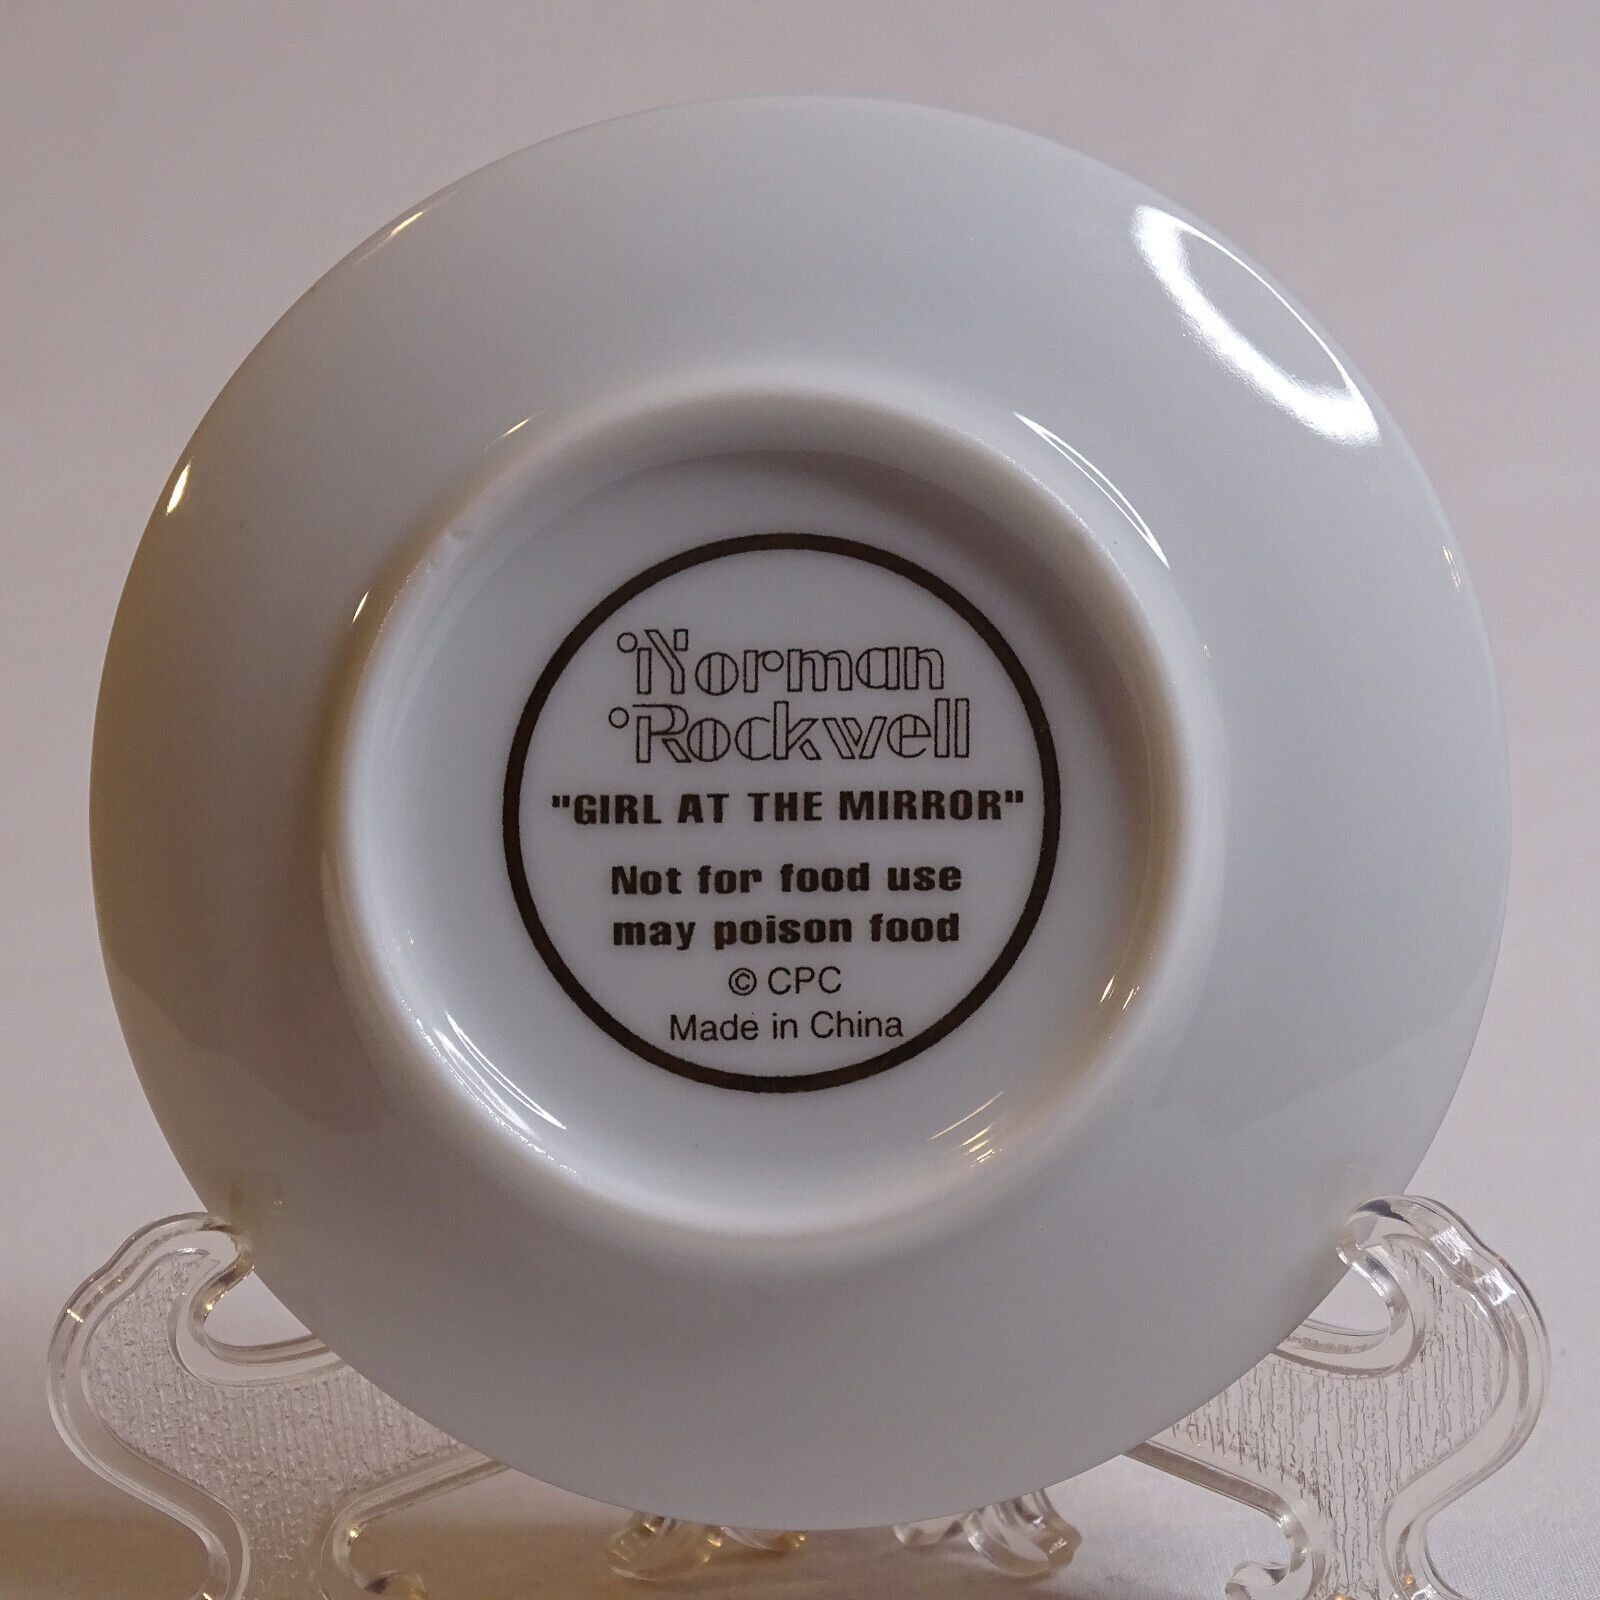 Norman
Rockwell
"GIRL AT THE MIRROR"
Not for food use
may poison food
© CPC
Made in China